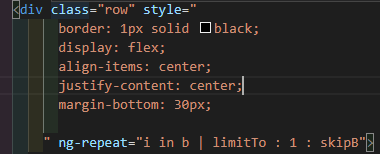 <div class="row" style="
border: 1px solid black;
display: flex;
align-items: center;
justify-content: center;
margin-bottom: 30px;
" ng-repeat="i in b | limitTo : 1 : skipB">